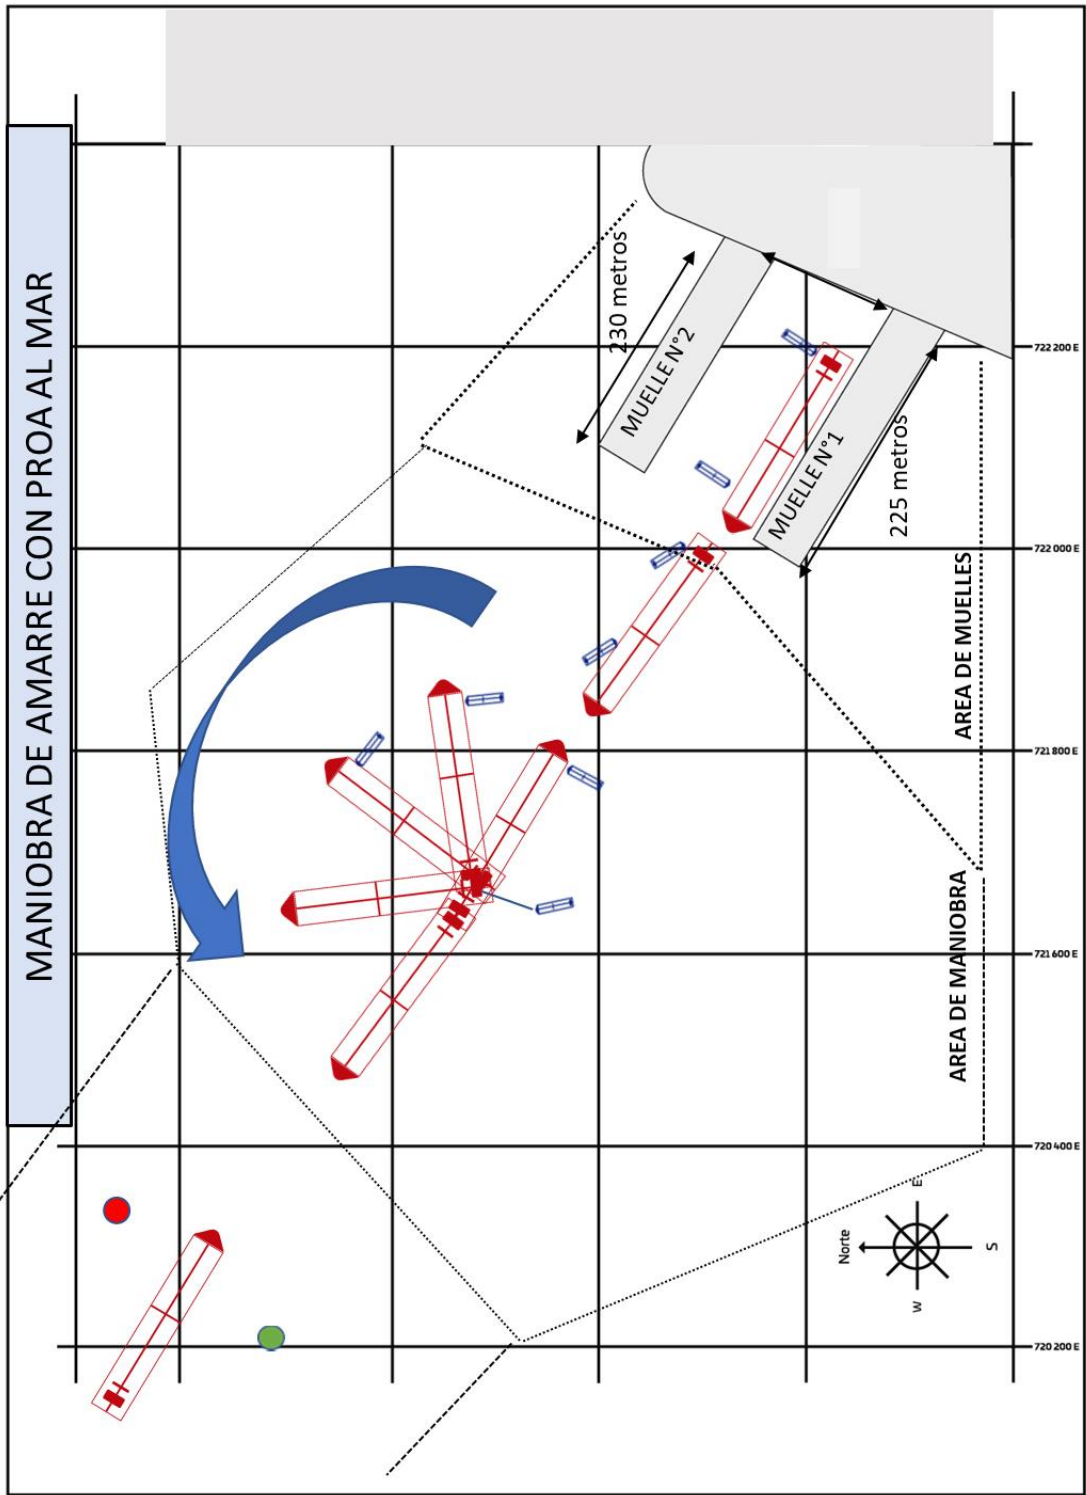 MANIOBRA DE AMARRE CON PROA AL MAR
230 metros
MUELLE N°2
MUELLE N°1
225 metros
722 200 E
722 000 E
721 800 E
721 600 E
720 400 E
720 200 E
AREA DE MUELLES
AREA DE MANIOBRA
Norte
E
S
W